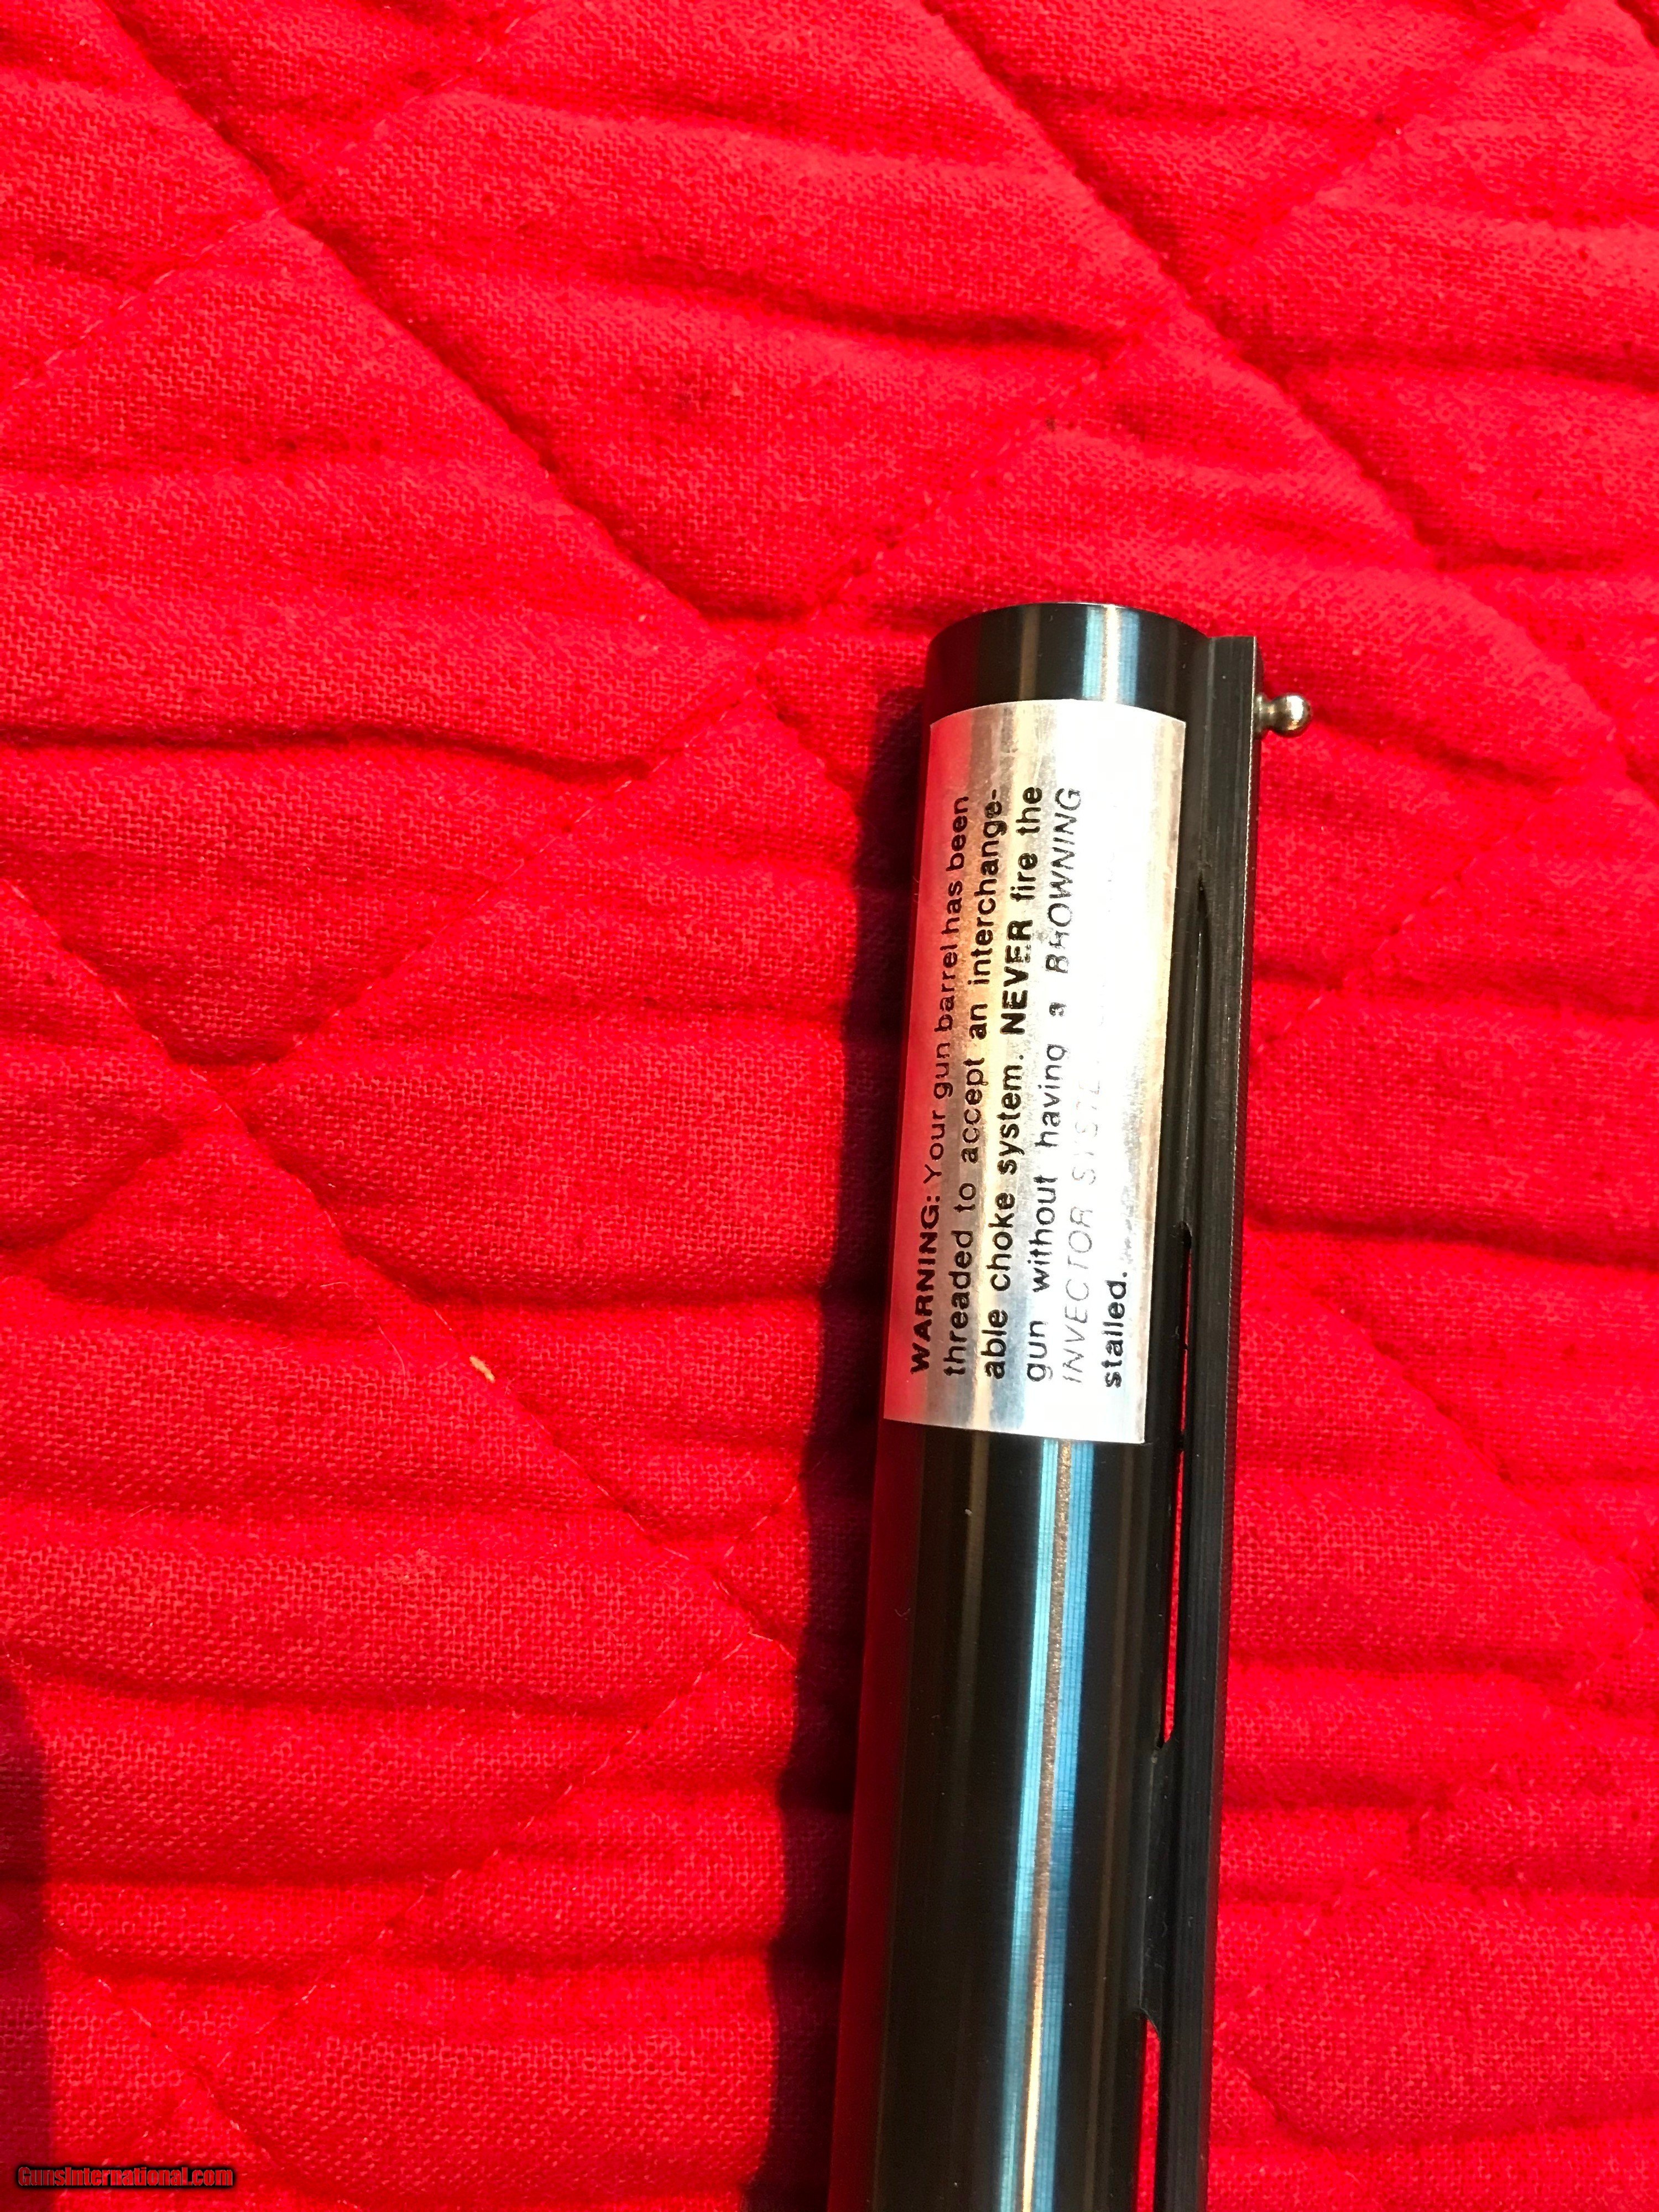 WARNING: Your gun barrel has been
threaded to accept an interchange-
able choke system. NEVER fire the
gun without having a BROWNING
INVECTOR SYSTE
stalled.
GunsInternational.com